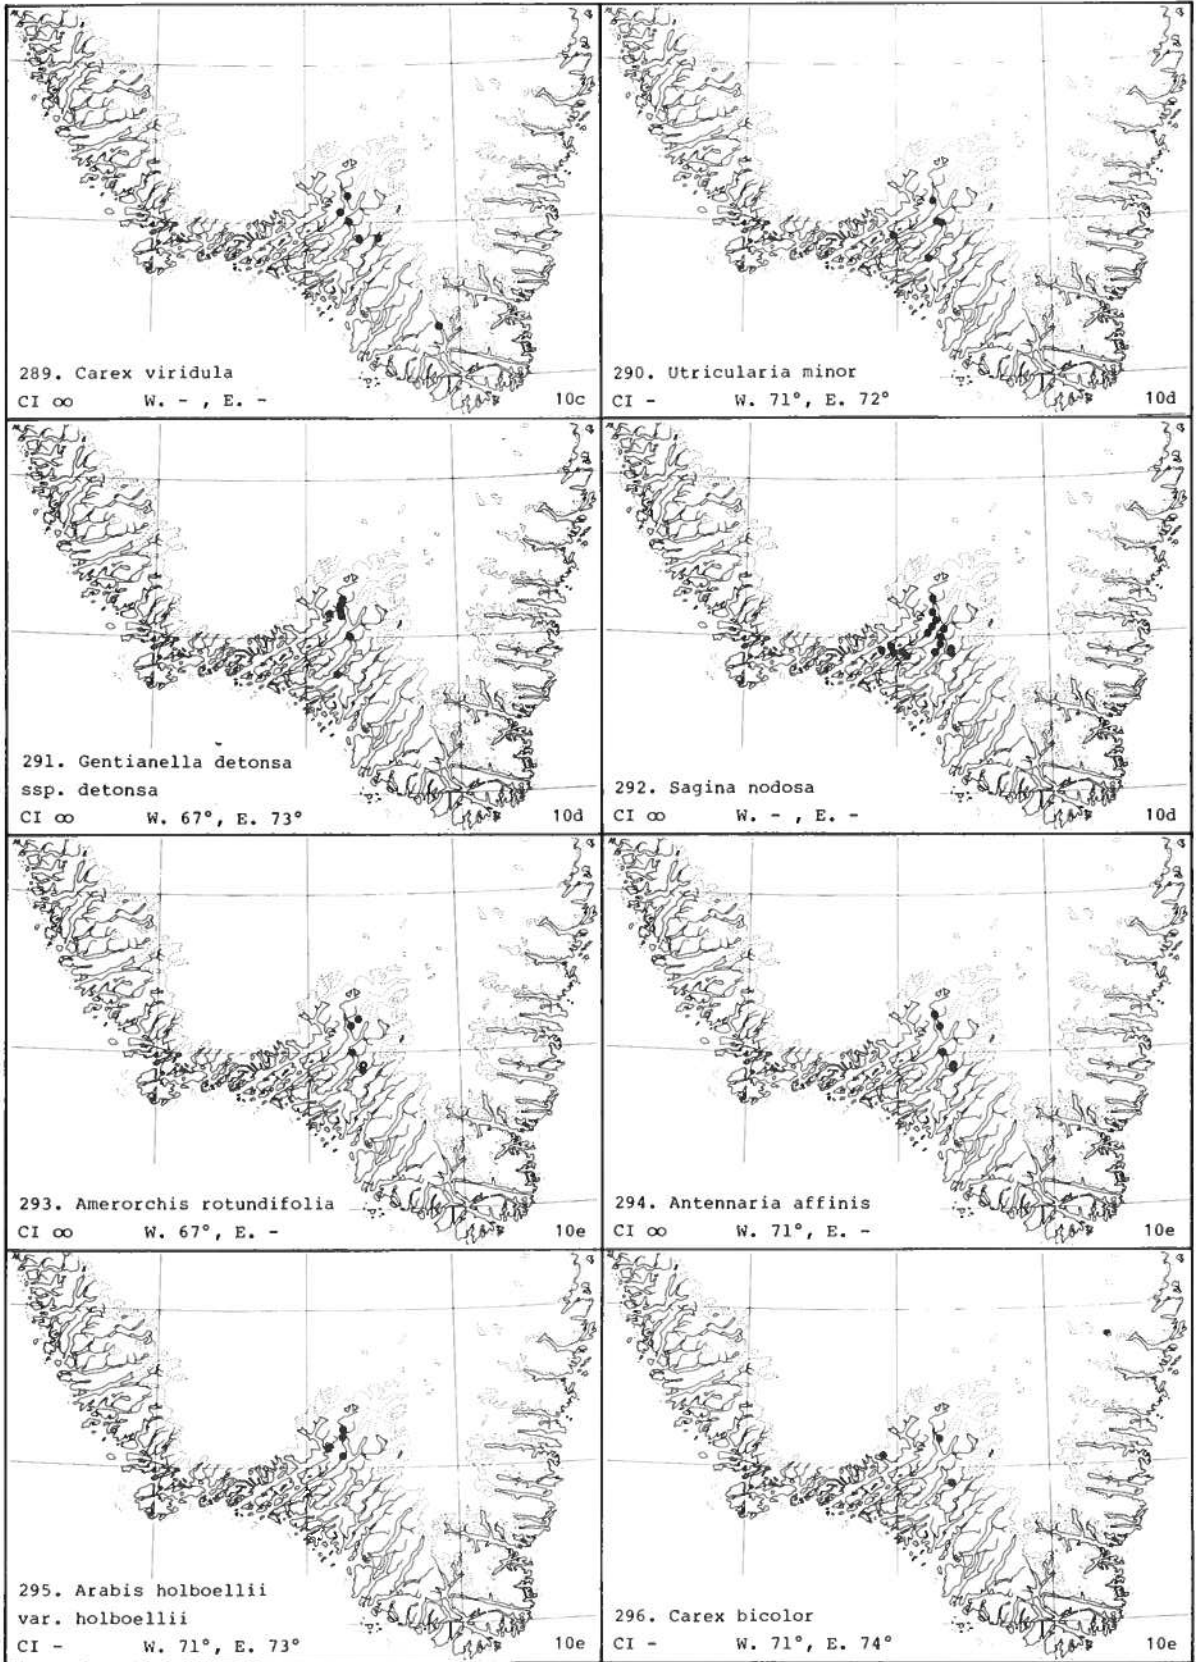 289. Carex viridula
CI ∞ W. - , E. - 10c
290. Utricularia minor
CI - W. 71°, E. 72° 10d
291. Gentianella detonsa
ssp. detonsa
CI ∞ W. 67°, E. 73° 10d
292. Sagina nodosa
CI ∞ W. - , E. - 10d
293. Amerorchis rotundifolia
CI ∞ W. 67°, E. - 10e
294. Antennaria affinis
CI ∞ W. 71°, E. - 10e
295. Arabis holboellii
var. holboellii
CI - W. 71°, E. 73° 10e
296. Carex bicolor
CI - W. 71°, E. 74° 10e